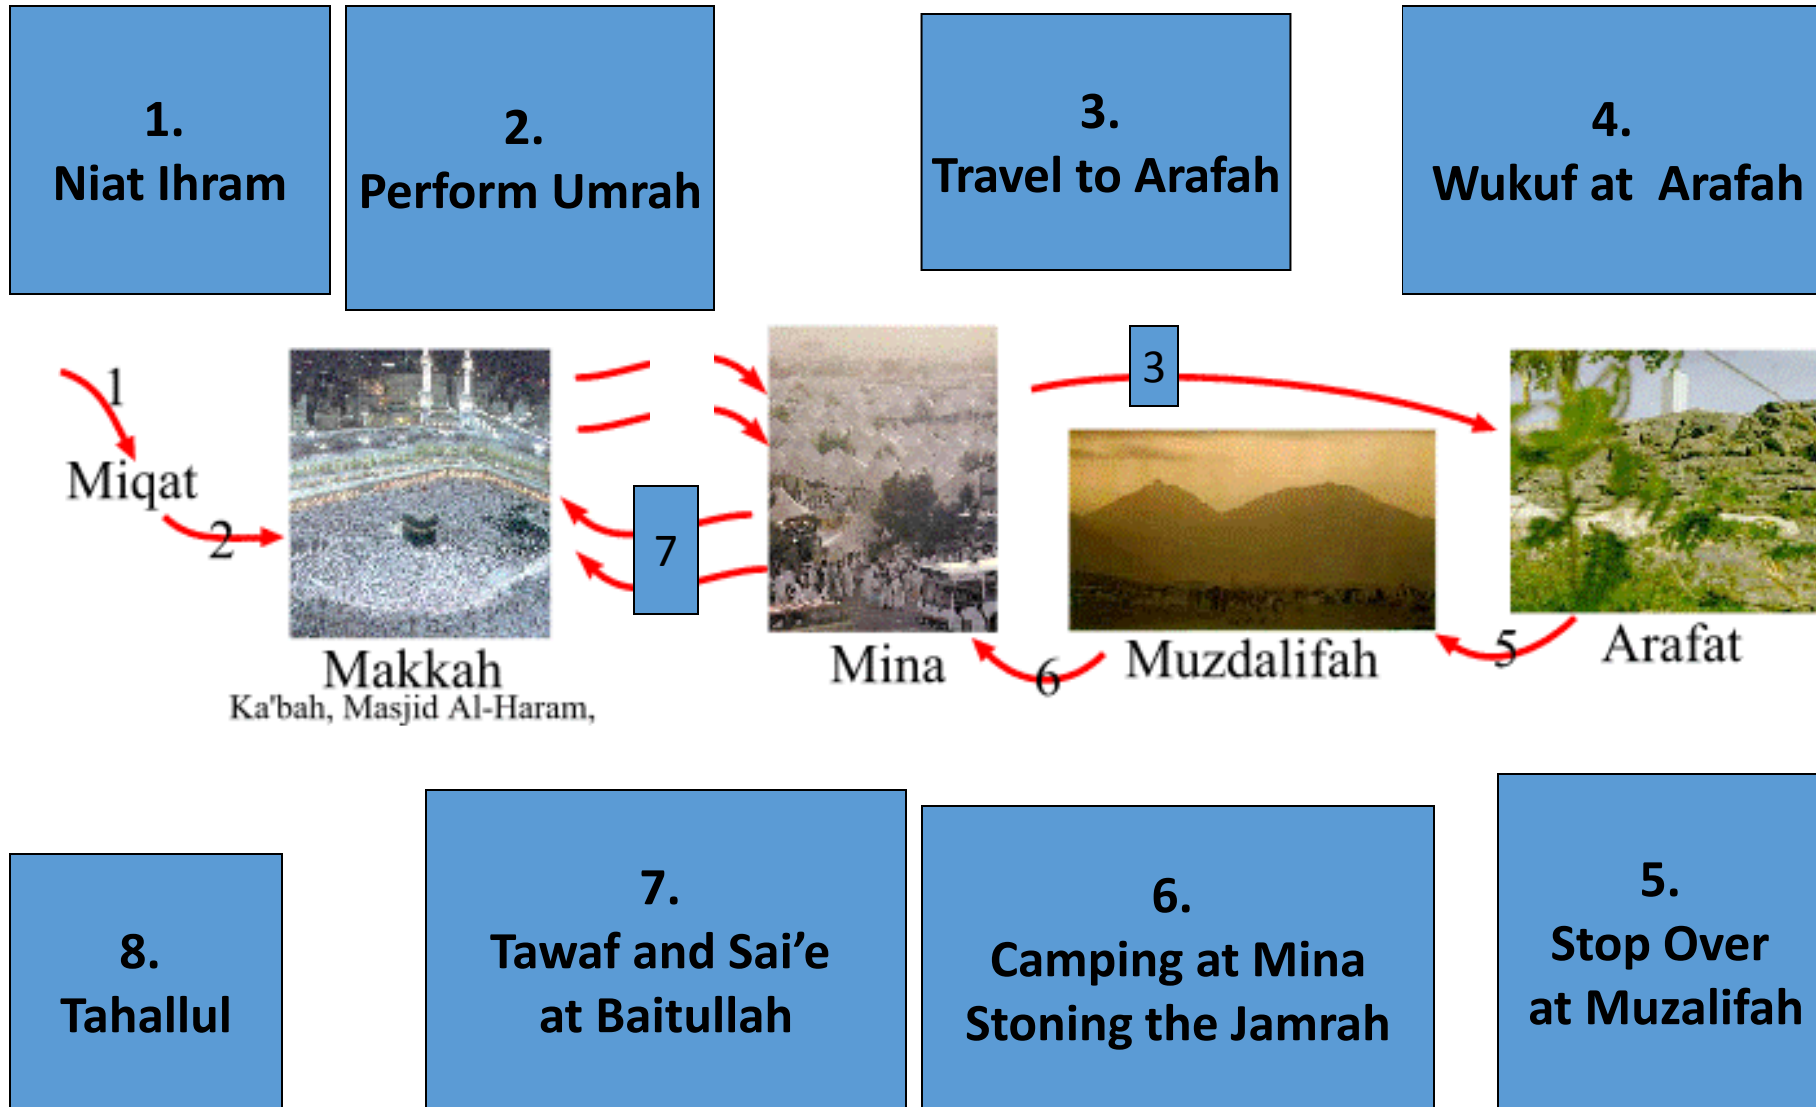 1.
Niat Ihram
2.
Perform Umrah
3.
Travel to Arafah
4.
Wukuf at  Arafah
1
Miqat
2
Makkah
Ka'bah, Masjid Al-Haram,
7
Mina
3
6
Muzdalifah
5
Arafat
8.
Tahallul
7.
Tawaf and Sai’e
at Baitullah
6.
Camping at Mina
Stoning the Jamrah
5.
Stop Over
at Muzalifah